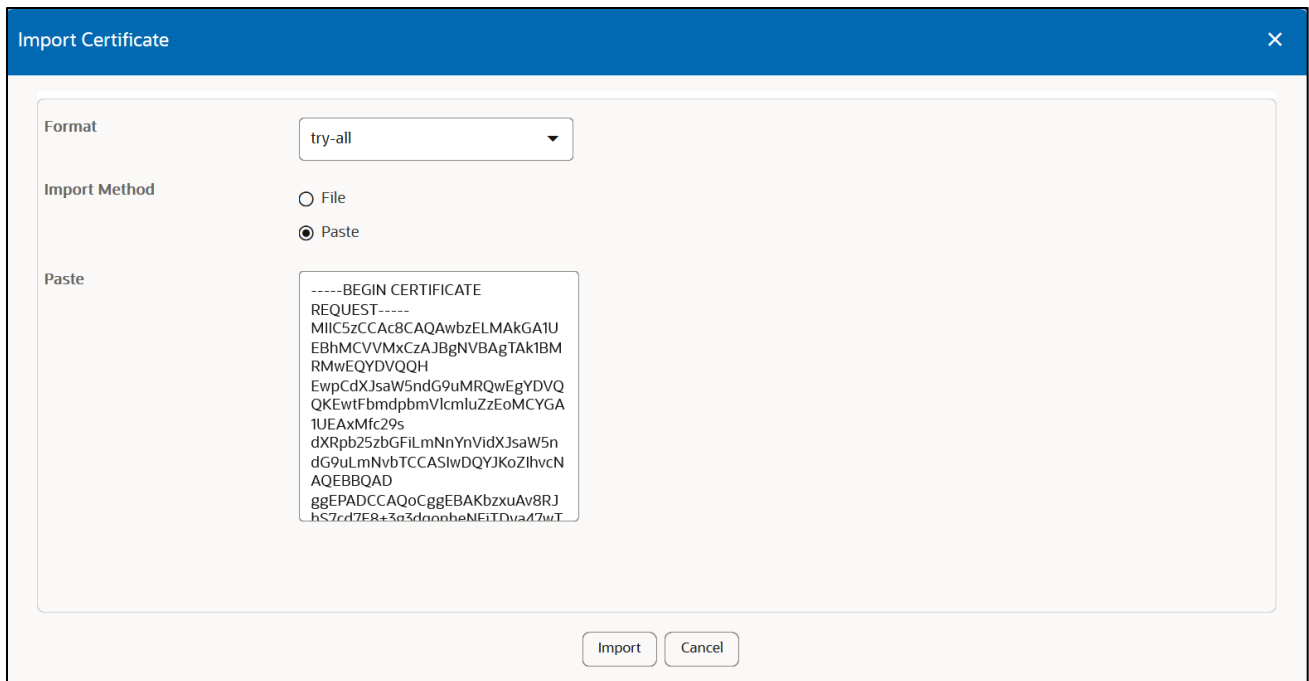 Import Certificate
Format
try-all
Import Method
File
Paste
Paste
-----BEGIN CERTIFICATE
REQUEST-----
MIIC5zCCAc8CAQAwbzELMAkGA1U
EBhMCVVMxCzAJBgNVBAgTAk1BM
RMwEQYDVQQH
EwpCdXJsaW5ndG9uMRQwEgYDVQ
QKEwtFbmdpbmVlcmluZzEoMCYGA
1UEAxMfc29s
dXRpb25zbGFiLmNnYnVidXJsaW5n
dG9uLmNvbTCCASIwDQYJKoZIhvcN
AQEBBQAD
ggEPADCCAQoCggEBAKbzxuAv8RJ
Import
Cancel